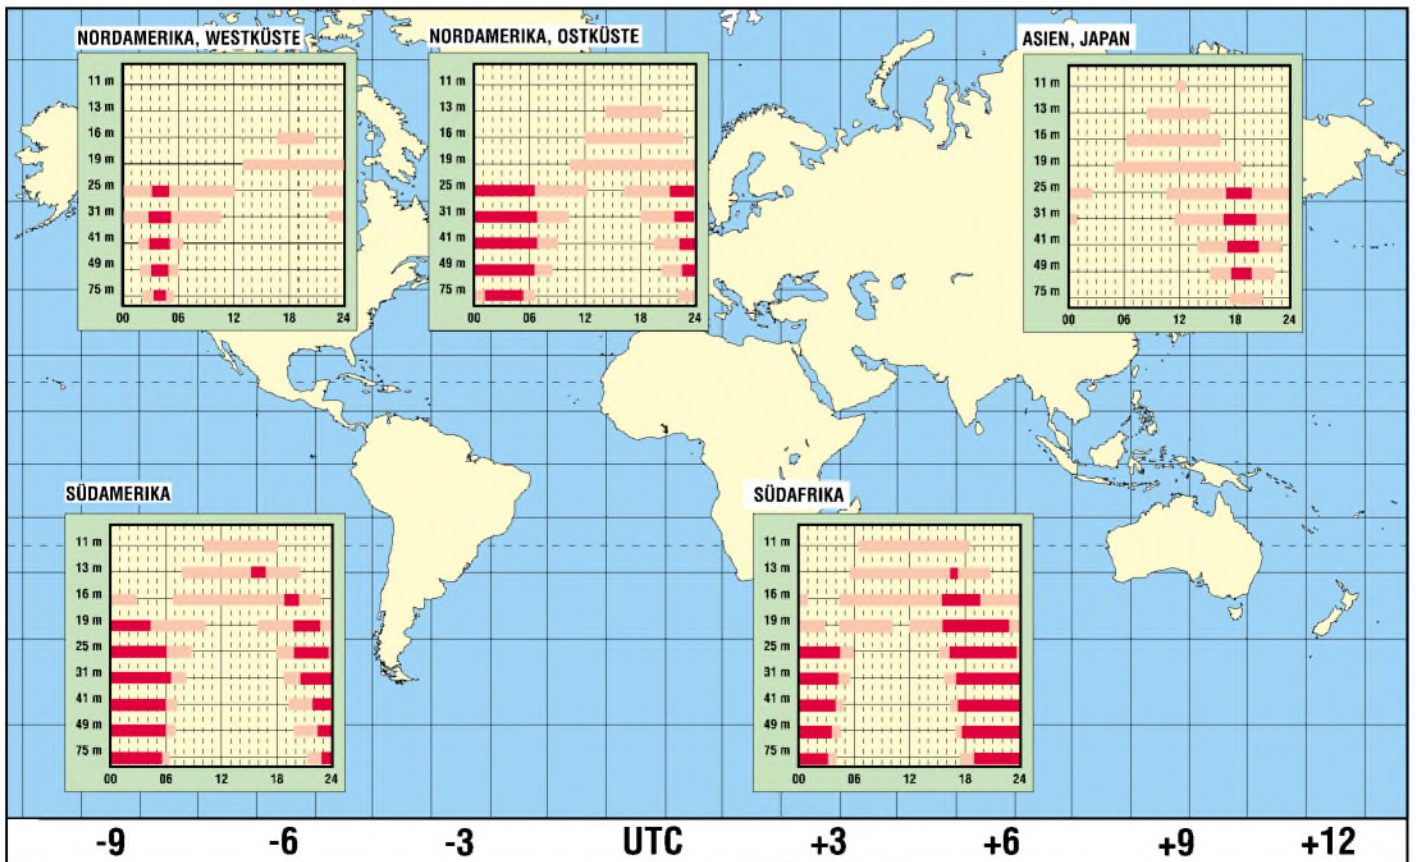 NORDAMERIKA, WESTKÜSTE
11 m
13 m
16 m
19 m
25 m
31 m
41 m
49 m
75 m
00 06 12 18 24
NORDAMERIKA, OSTKÜSTE
11 m
13 m
16 m
19 m
25 m
31 m
41 m
49 m
75 m
00 06 12 18 24
ASIEN, JAPAN
11 m
13 m
16 m
19 m
25 m
31 m
41 m
49 m
75 m
00 06 12 18 24
SÜDAMERIKA
11 m
13 m
16 m
19 m
25 m
31 m
41 m
49 m
75 m
00 06 12 18 24
SÜDAFRIKA
11 m
13 m
16 m
19 m
25 m
31 m
41 m
49 m
75 m
00 06 12 18 24
-9 -6 -3 UTC +3 +6 +9 +12